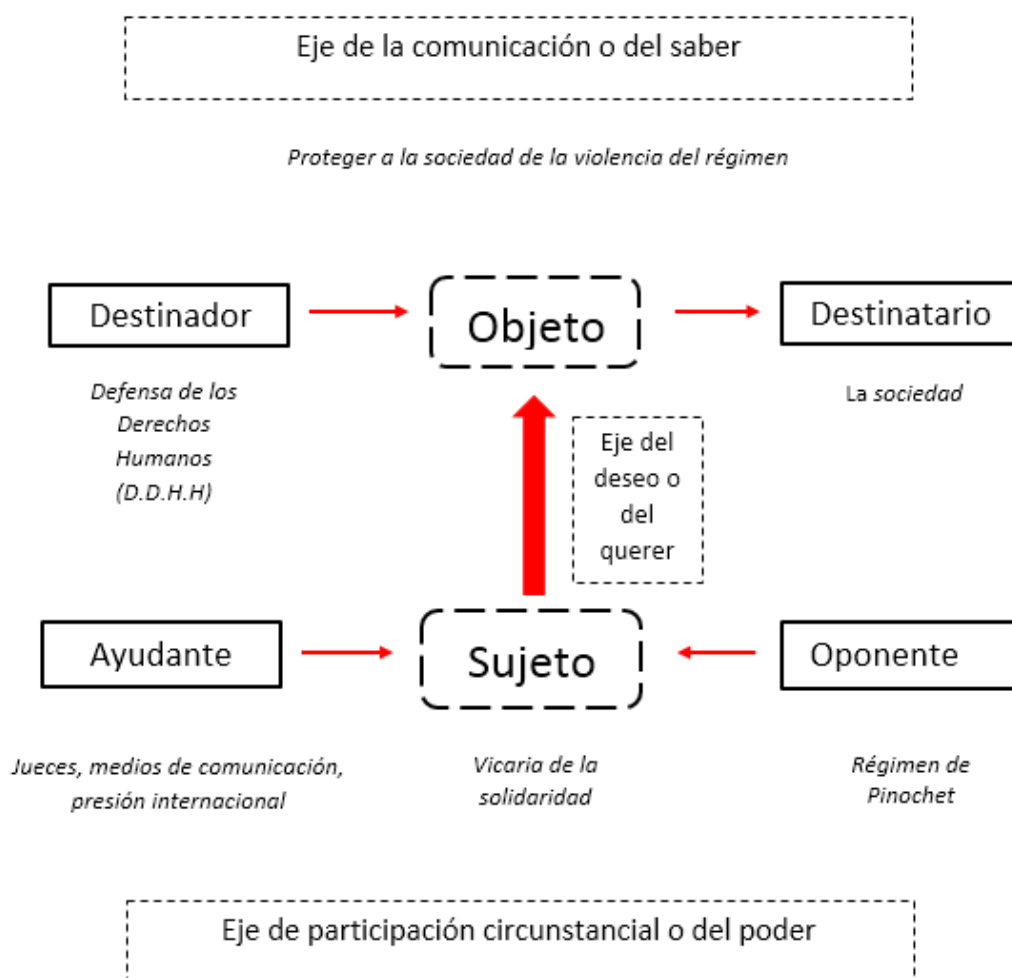 Eje de la comunicación o del saber
Proteger a la sociedad de la violencia del régimen
Destinador
Objeto
Destinatario
Defensa de los
Derechos
Humanos
(D.D.H.H)
La sociedad
Eje del
deseo o
del
querer
Ayudante
Sujeto
Oponente
Jueces, medios de comunicación,
presión internacional
Vicaria de la
solidaridad
Régimen de
Pinochet
Eje de participación circunstancial o del poder